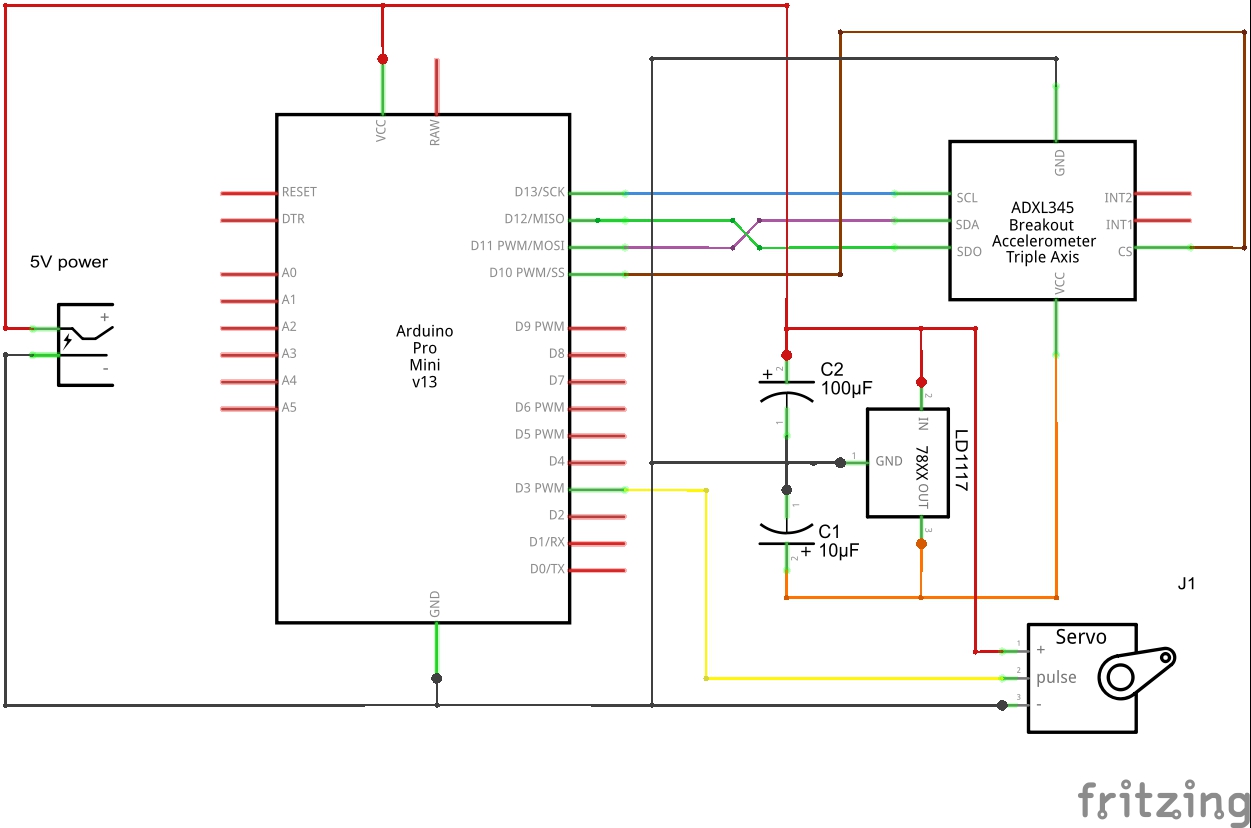 VCC
RAW
GND
RESET
D13/SCK
SCL
INT2
DTR
D12/MISO
SDA
ADXL345
Breakout
Accelerometer
Triple Axis
INT1
D11 PWM/MOSI
SDO
CS
5V power
A0
D10 PWM/SS
VCC
A1
+
A2
D9 PWM
Arduino
Pro
Mini
v13
-
A3
D8
A4
D7
+
2
C2
100µF
A5
D6 PWM
1
2
IN
D5 PWM
D4
1
GND
78XX
LD1117
OUT
D3 PWM
1
D2
3
C1
10µF
D1/RX
+
2
D0/TX
J1
GND
Servo
1
+
2
pulse
3
-
fritzing